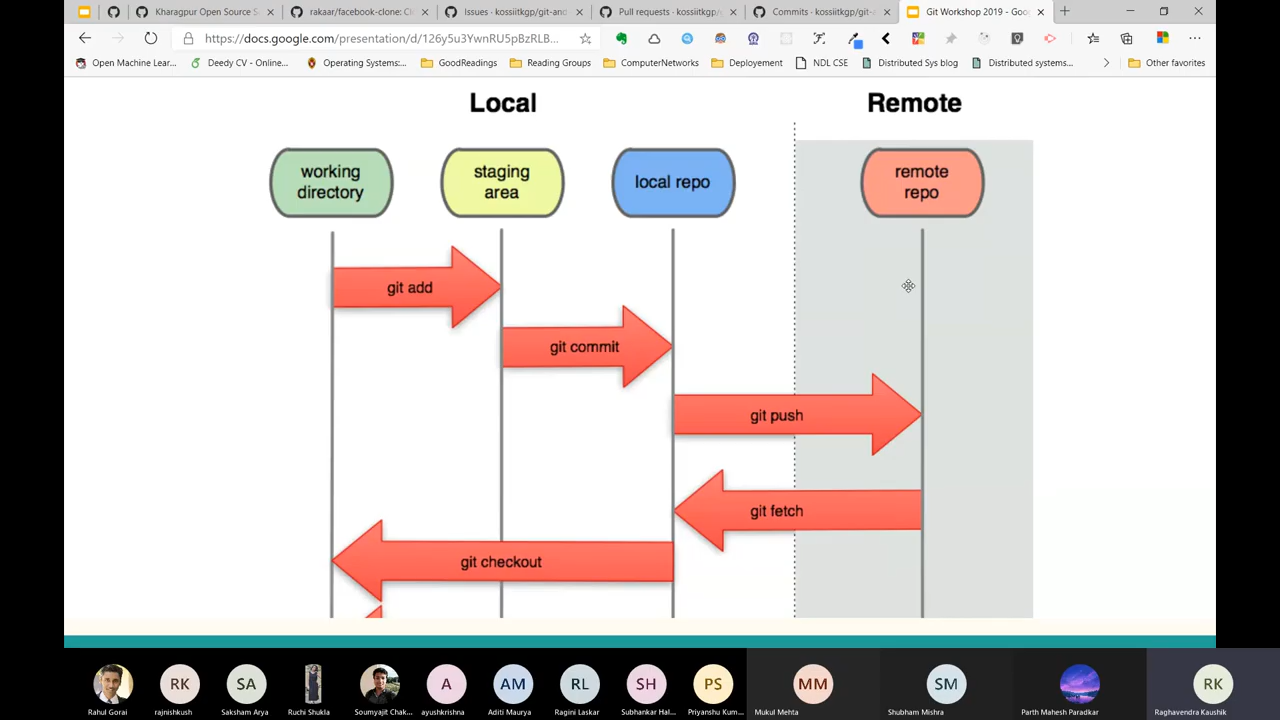 Kharagpur Open Source S
rakaar/facebook-clone: Cl
Issues · kossiitkgp/git-and
Pull requests · kossiitkgp/
Commits · kossiitkgp/git-a
Git Workshop 2019 - Goo
https://docs.google.com/presentation/d/126y5u3YwnRU5pBzRLB...
Open Machine Lear...
Deedy CV - Online...
Operating Systems:...
GoodReadings
Reading Groups
ComputerNetworks
Deployement
NDL CSE
Distributed Sys blog
Distributed systems...
Other favorites
Local
Remote
working
directory
staging
area
local repo
remote
repo
git add
git commit
git push
git fetch
git checkout
RK
SA
A
AM
RL
SH
PS
MM
SM
RK
Rahul Gorai
rajnishkush
Saksham Arya
Ruchi Shukla
Soumyajit Chak...
ayushkrishna
Aditi Maurya
Ragini Laskar
Subhankar Hal...
Priyanshu Kum...
Mukul Mehta
Shubham Mishra
Parth Mahesh Paradkar
Raghavendra Kaushik